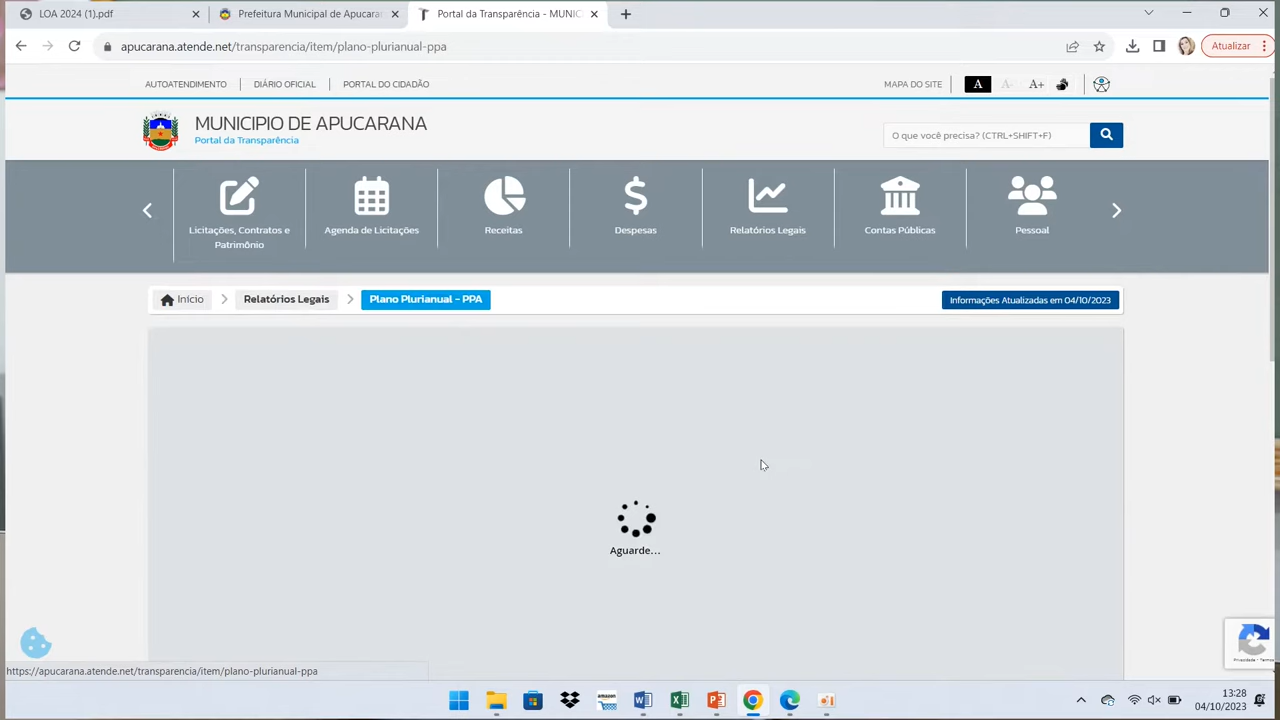 LOA 2024 (1).pdf
Prefeitura Municipal de Apucaran
Portal da Transparência - MUNIC
apucarana.atende.net/transparencia/item/plano-plurianual-ppa
Atualizar
AUTOATENDIMENTO
DIÁRIO OFICIAL
PORTAL DO CIDADÃO
MAPA DO SITE
A
A-
A+
MUNICIPIO DE APUCARANA
Portal da Transparência
O que você precisa? (CTRL+SHIFT+F)
Licitações, Contratos e
Patrimônio
Agenda de Licitações
Receitas
Despesas
Relatórios Legais
Contas Públicas
Pessoal
Início
Relatórios Legais
Plano Plurianual - PPA
Informações Atualizadas em 04/10/2023
Aguarde...
Privacidade - Termos
https://apucarana.atende.net/transparencia/item/plano-plurianual-ppa
amazon
13:28
04/10/2023